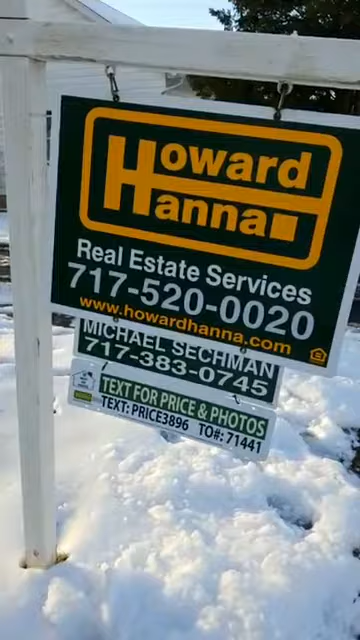 Howard
Hanna
Real Estate Services
717-520-0020
www.howardhanna.com
MICHAEL SECHMAN
717-383-0745
TEXT FOR PRICE & PHOTOS
TEXT: PRICE3896 TO#: 71441